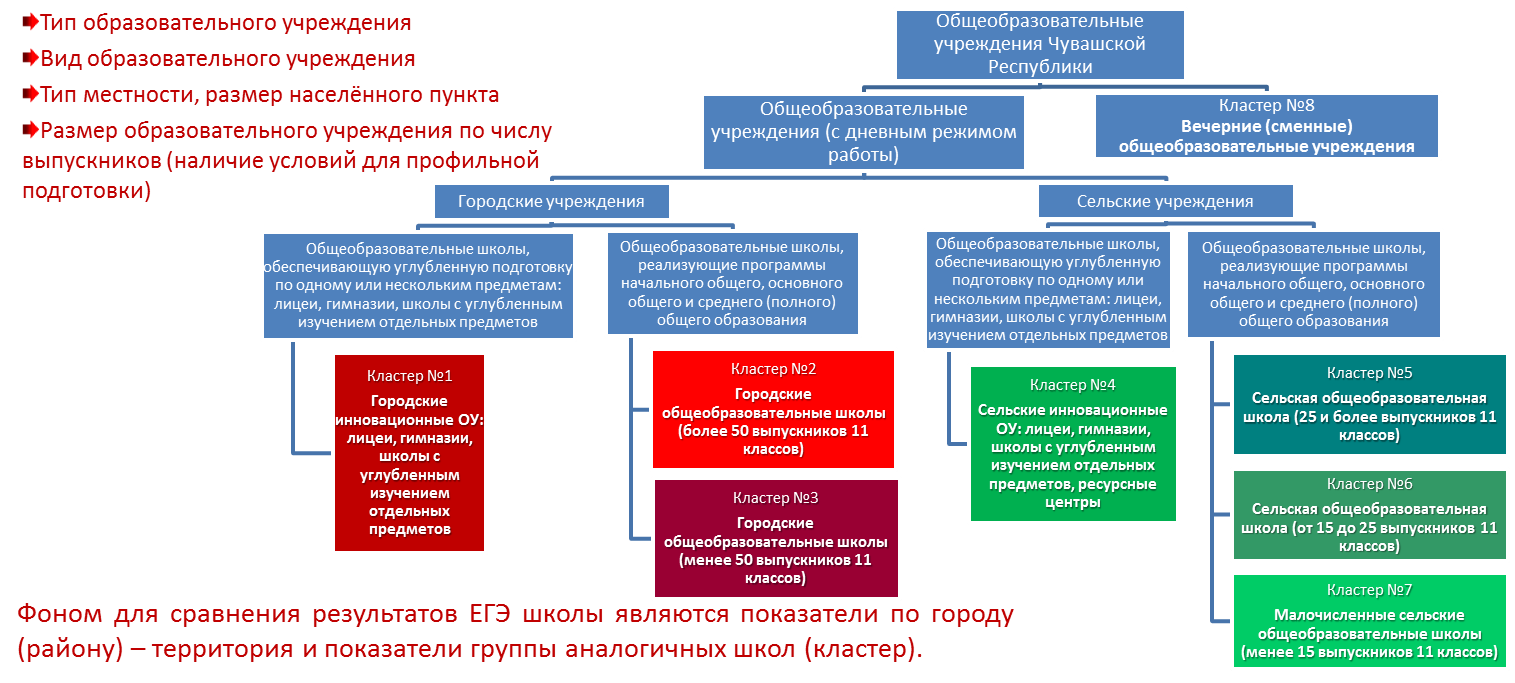 Тип образовательного учреждения
Вид образовательного учреждения
Тип местности, размер населённого пункта
Размер образовательного учреждения по числу
выпускников (наличие условий для профильной
подготовки)
Общеобразовательные
учреждения Чувашской
Республики
Общеобразовательные
учреждения (с дневным режимом
работы)
Кластер №8
Вечерние (сменные)
общеобразовательные учреждения
Городские учреждения
Сельские учреждения
Общеобразовательные школы,
обеспечивающую углубленную подготовку
по одному или нескольким предметам:
лицеи, гимназии, школы с углубленным
изучением отдельных предметов
Общеобразовательные школы,
реализующие программы
начального общего, основного
общего и среднего (полного)
общего образования
Общеобразовательные школы,
обеспечивающую углубленную
подготовку по одному или
нескольким предметам: лицеи,
гимназии, школы с углубленным
изучением отдельных предметов
Общеобразовательные школы,
реализующие программы
начального общего, основного
общего и среднего (полного)
общего образования
Кластер №1
Городские
инновационные ОУ:
лицеи, гимназии,
школы с
углубленным
изучением
отдельных
предметов
Кластер №2
Городские
общеобразовательные школы
(более 50 выпускников 11
классов)
Кластер №3
Городские
общеобразовательные школы
(менее 50 выпускников 11
классов)
Кластер №4
Сельские инновационные
ОУ: лицеи, гимназии,
школы с углубленным
изучением отдельных
предметов, ресурсные
центры
Кластер №5
Сельская общеобразовательная
школа (25 и более выпускников 11
классов)
Кластер №6
Сельская общеобразовательная
школа (от 15 до 25 выпускников 11
классов)
Кластер №7
Малочисленные сельские
общеобразовательные школы
(менее 15 выпускников 11 классов)
Фоном для сравнения результатов ЕГЭ школы являются показатели по городу
(району) – территория и показатели группы аналогичных школ (кластер).